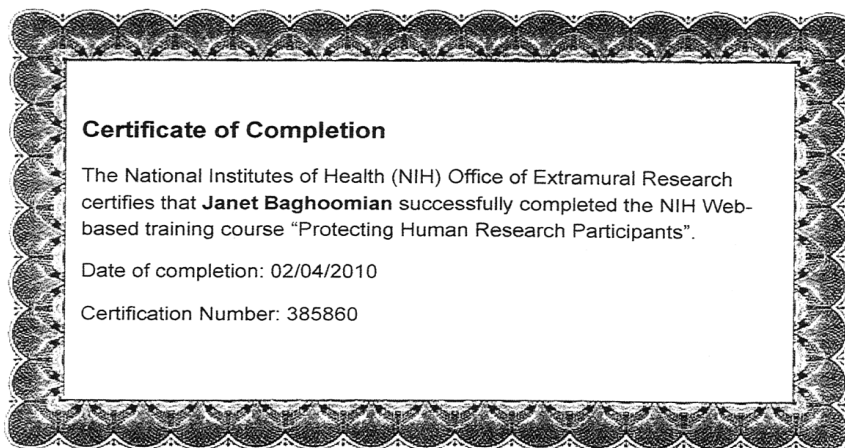 Certificate of Completion
The National Institutes of Health (NIH) Office of Extramural Research
certifies that Janet Baghoomian successfully completed the NIH Web-
based training course “Protecting Human Research Participants”.
Date of completion: 02/04/2010
Certification Number: 385860